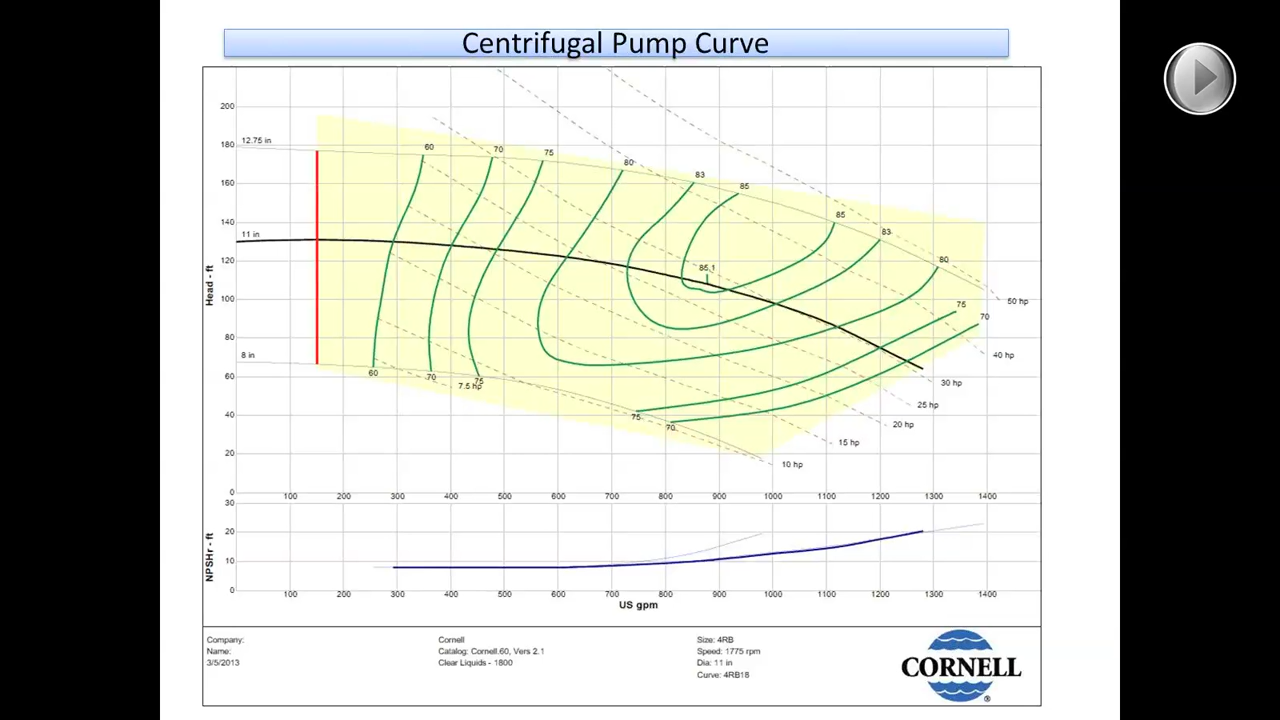 Centrifugal Pump Curve
200
12.75 in
180
60
70
75
80
83
85
160
140
85
83
80
11 in
120
85.1
Head - ft
100
50 hp
75
70
80
40 hp
8 in
60
60
70
7.5 hp
75
30 hp
25 hp
40
75
70
20 hp
15 hp
20
10 hp
0
100 200 300 400 500 600 700 800 900 1000 1100 1200 1300 1400
30
20
NPSHr - ft
10
0
100 200 300 400 500 600 700 800 900 1000 1100 1200 1300 1400
US gpm
Company:
Name:
3/5/2013
Cornell
Catalog: Cornell.60, Vers 2.1
Clear Liquids - 1800
Size: 4RB
Speed: 1775 rpm
Dia: 11 in
Curve: 4RB18
CORNELL
®